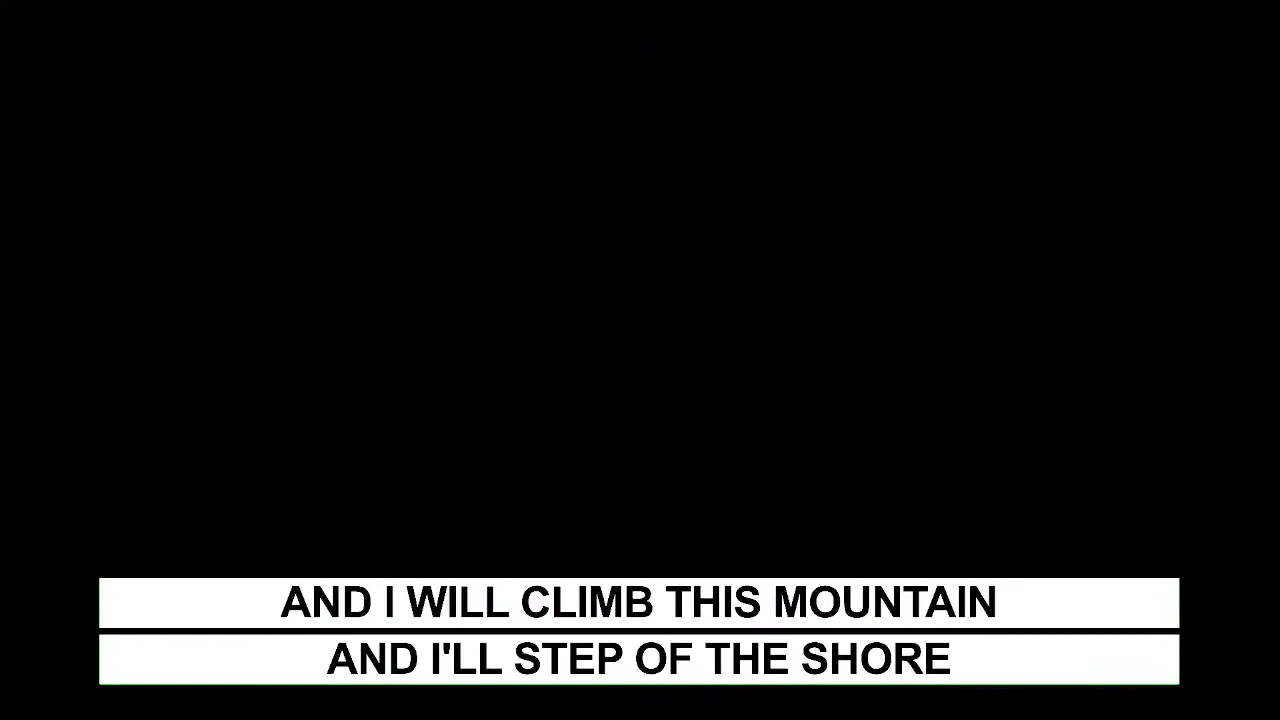 AND I WILL CLIMB THIS MOUNTAIN
AND I'LL STEP OF THE SHORE